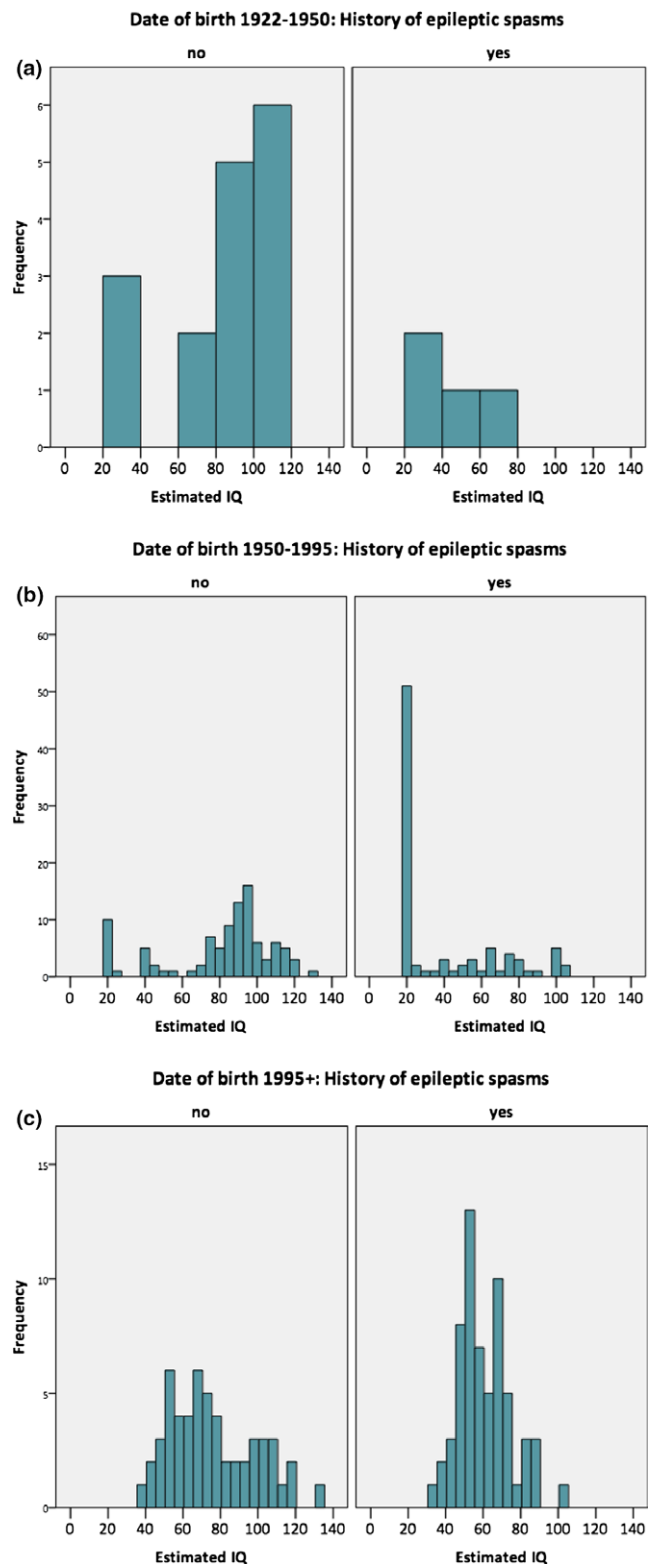 Date of birth 1922-1950: History of epileptic spasms
(a)
no yes
6
5
4
3
2
1
0
Frequency
0 20 40 60 80 100 120 140 0 20 40 60 80 100 120 140
Estimated IQ Estimated IQ
Date of birth 1950-1995: History of epileptic spasms
(b)
no yes
60
50
40
30
20
10
0
Frequency
0 20 40 60 80 100 120 140 0 20 40 60 80 100 120 140
Estimated IQ Estimated IQ
Date of birth 1995+: History of epileptic spasms
(c)
no yes
15
10
5
0
Frequency
0 20 40 60 80 100 120 140 0 20 40 60 80 100 120 140
Estimated IQ Estimated IQ